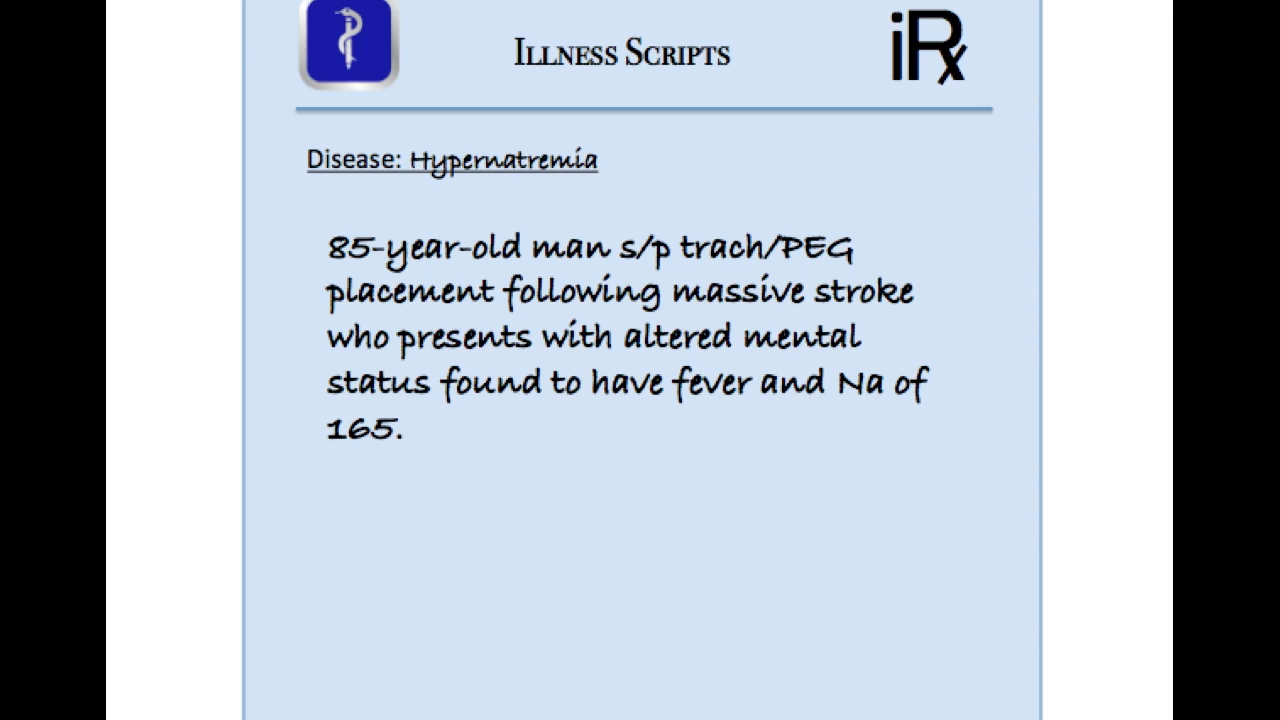 Illness Scripts
iRx
Disease: Hypernatremia
85-year-old man s/p trach/PEG
placement following massive stroke
who presents with altered mental
status found to have fever and Na of
165.